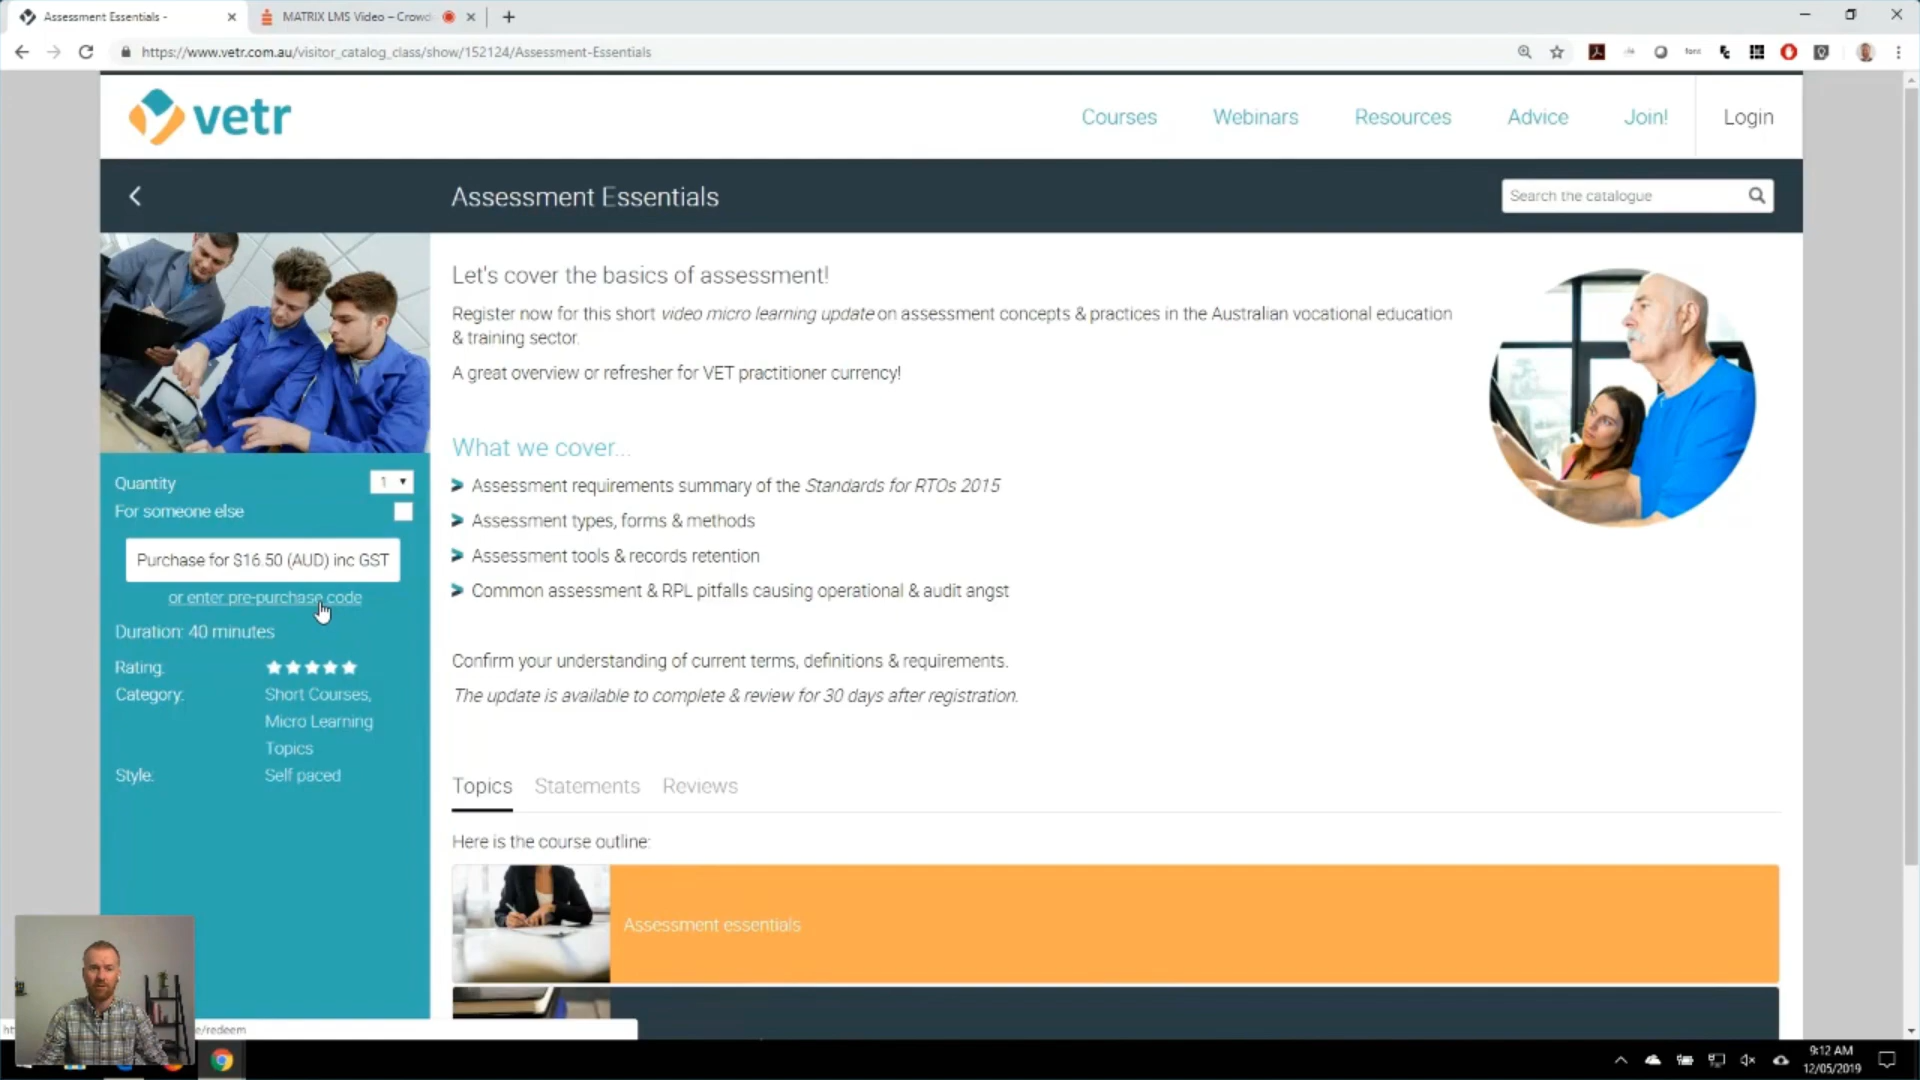 Assessment Essentials -
MATRIX LMS Video – Crowd
https://www.vetr.com.au/visitor_catalog_class/show/152124/Assessment-Essentials
vetr
Courses
Webinars
Resources
Advice
Join!
Login
Assessment Essentials
Search the catalogue
Let's cover the basics of assessment!
Register now for this short video micro learning update on assessment concepts & practices in the Australian vocational education
& training sector.
A great overview or refresher for VET practitioner currency!
What we cover...
Assessment requirements summary of the Standards for RTOs 2015
Assessment types, forms & methods
Assessment tools & records retention
Common assessment & RPL pitfalls causing operational & audit angst
Confirm your understanding of current terms, definitions & requirements.
The update is available to complete & review for 30 days after registration.
Quantity 1
For someone else
Purchase for $16.50 (AUD) inc GST
or enter pre-purchase code
Duration: 40 minutes
Rating:
Category: Short Courses,
Micro Learning
Topics
Style: Self paced
Topics Statements Reviews
Here is the course outline:
Assessment essentials
e/redeem
9:12 AM
12/05/2019